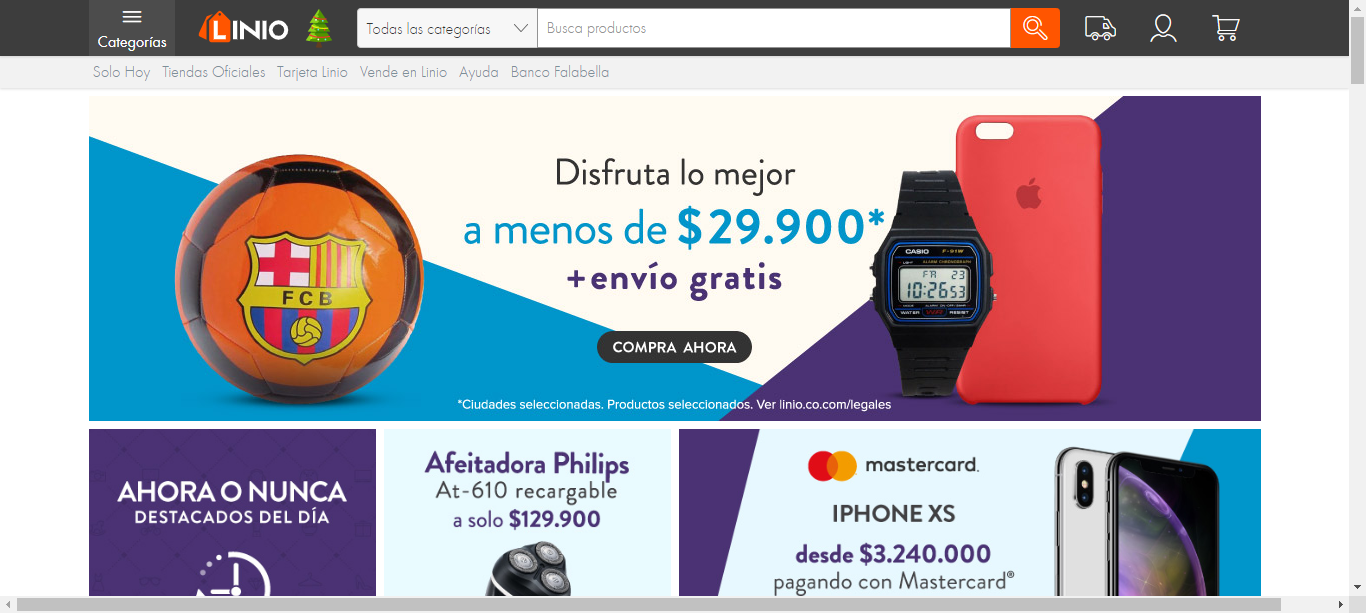 Categorías
LINIO
Todas las categorías
Busca productos
Solo Hoy Tiendas Oficiales Tarjeta Linio Vende en Linio Ayuda Banco Falabella
Disfruta lo mejor
a menos de $29.900*
+envío gratis
COMPRA AHORA
*Ciudades seleccionadas. Productos seleccionados. Ver linio.co.com/legales
FCB
CASIO F-91W
LIGHT ALARM CHRONOGRAPH
FR 23
10:26 53
WATER RESIST
AHORA O NUNCA
DESTACADOS DEL DÍA
Afeitadora Philips
At-610 recargable
a solo $129.900
mastercard.
IPHONE XS
desde $3.240.000
pagando con Mastercard®